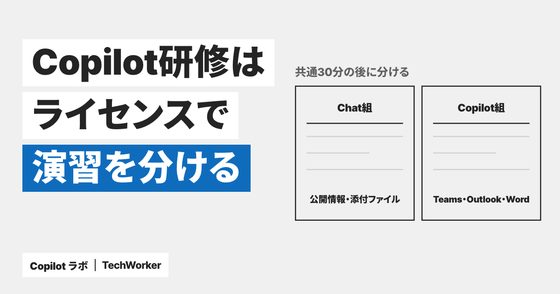 Copilot研修は
ライセンスで
演習を分ける
共通30分の後に分ける
Chat組
公開情報・添付ファイル
Copilot組
Teams・Outlook・Word
Copilot ラボ | TechWorker